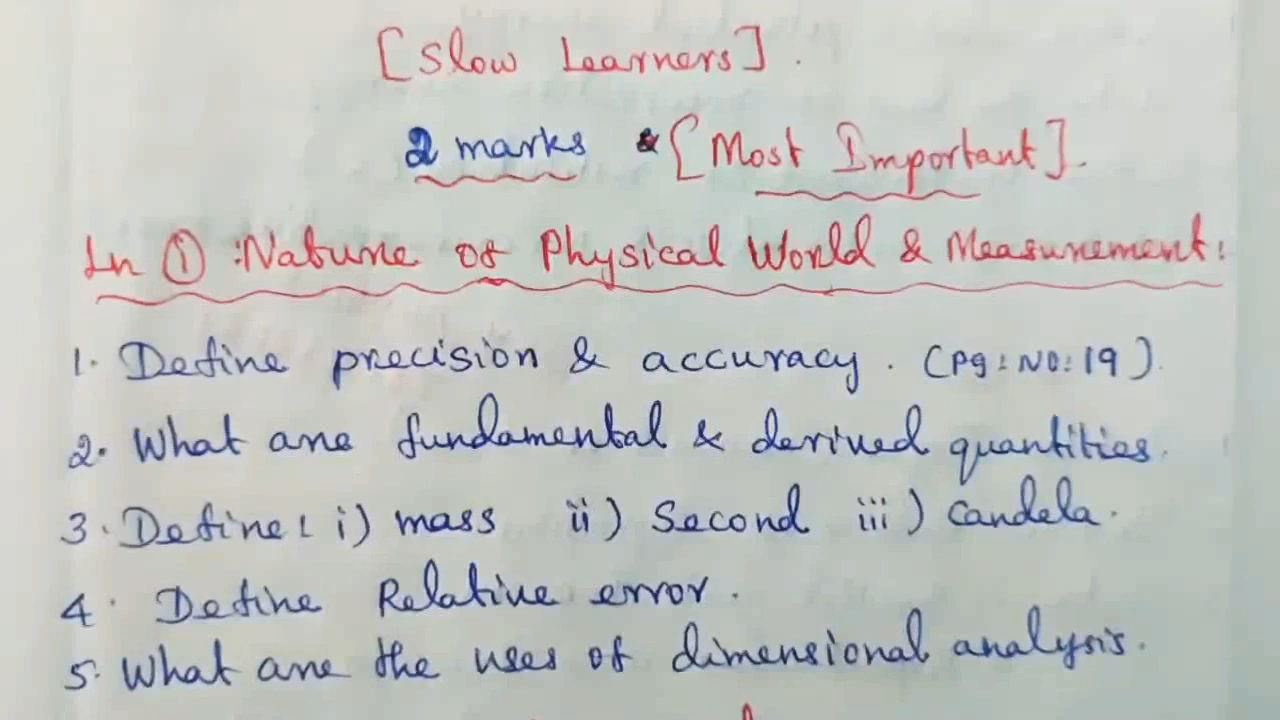 [Slow Learners].
2 marks & [Most Important].
Ln ① :Nature of Physical World & Measurement:
1. Define precision & accuracy. (Pg:No:19).
2. What are fundamental & derived quantities.
3. Define: i) mass ii) Second iii) Candela.
4. Define Relative error.
5. What are the uses of dimensional analysis.